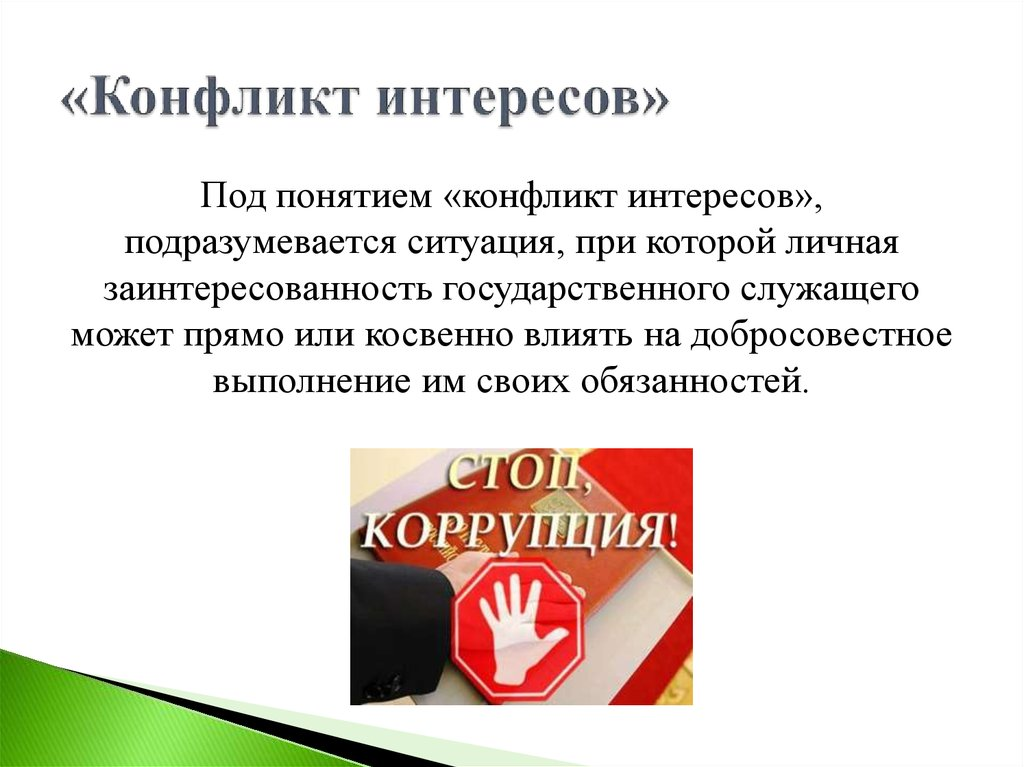 «Конфликт интересов»
Под понятием «конфликт интересов»,
подразумевается ситуация, при которой личная
заинтересованность государственного служащего
может прямо или косвенно влиять на добросовестное
выполнение им своих обязанностей.
СТОП,
КОРРУПЦИЯ!